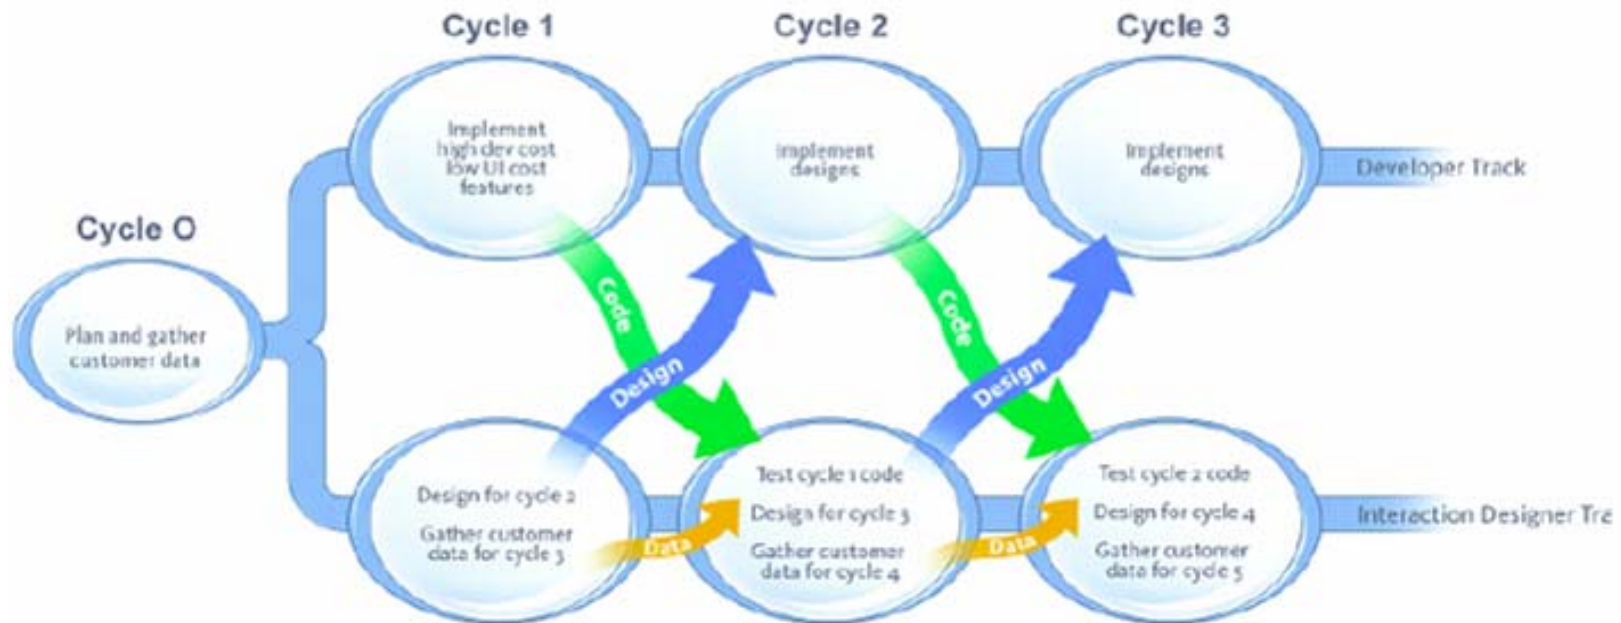 Cycle 1
Cycle 2
Cycle 3
Implement
high dev cost
low UI cost
features
Implement
designs
Implement
designs
Developer Track
Cycle 0
Plan and gather
customer data
Code
Design
Code
Design
Design for cycle 2
Gather customer
data for cycle 3
Data
Test cycle 1 code
Design for cycle 3
Gather customer
data for cycle 4
Data
Test cycle 2 code
Design for cycle 4
Gather customer
data for cycle 5
Interaction Designer Tra